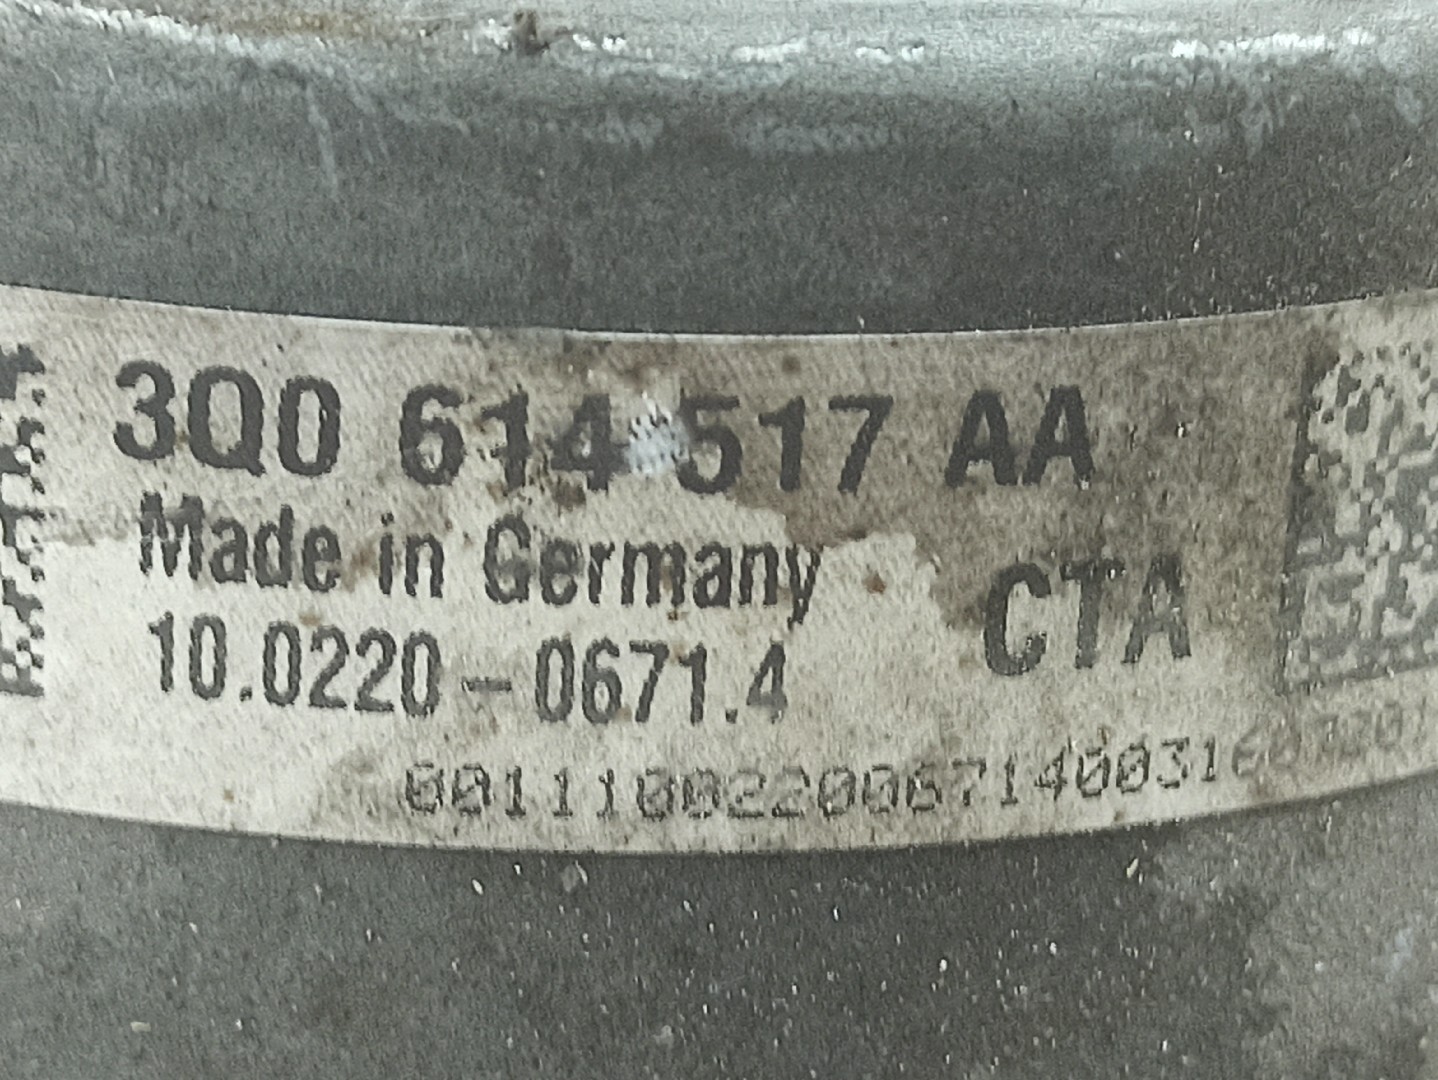 3Q0 614 517 AA
Made in Germany
CTA
10.0220-0671.4